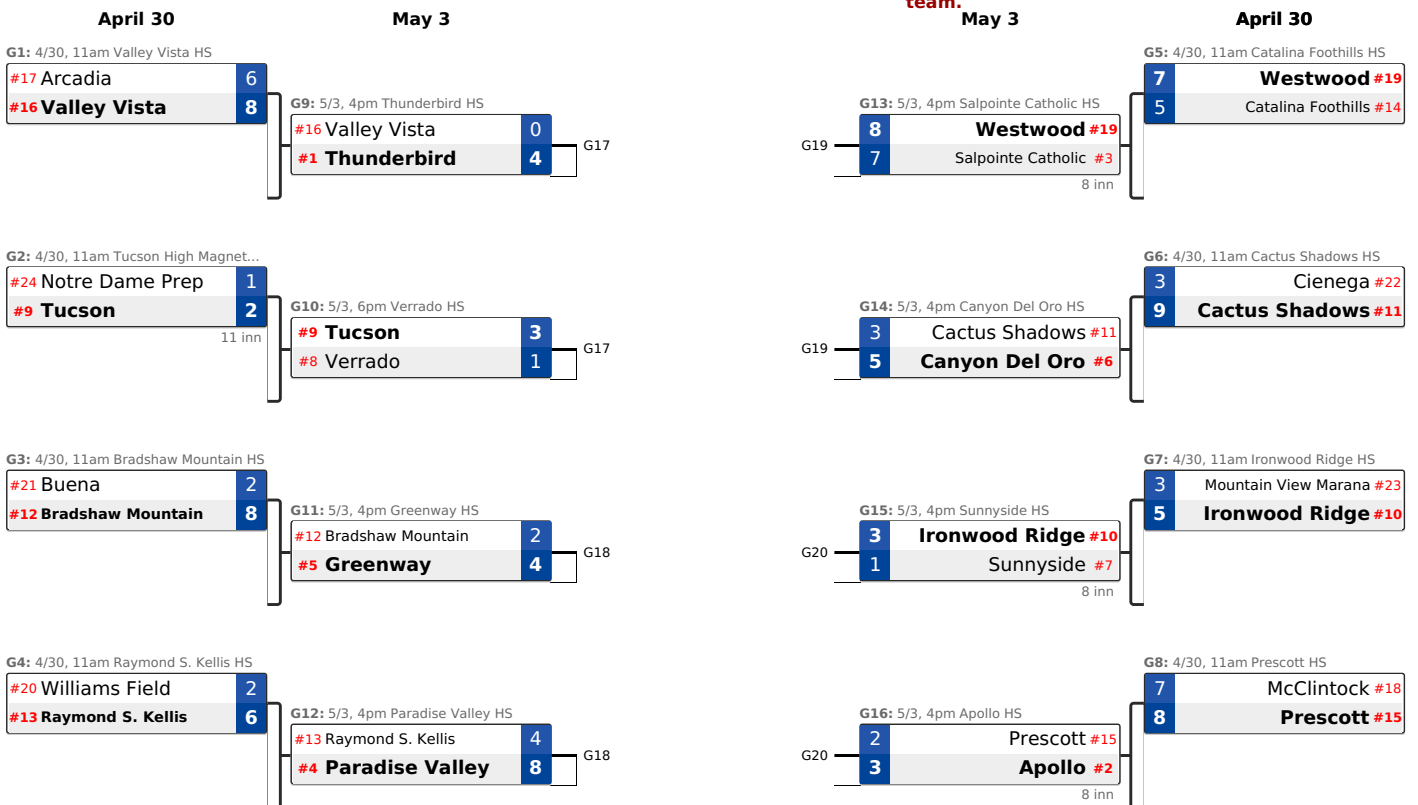 team.
April 30
May 3
May 3
April 30
G1: 4/30, 11am Valley Vista HS
#17 Arcadia 6
#16 Valley Vista 8
G9: 5/3, 4pm Thunderbird HS
#16 Valley Vista 0
#1 Thunderbird 4
G17
G2: 4/30, 11am Tucson High Magnet...
#24 Notre Dame Prep 1
#9 Tucson 2
11 inn
G10: 5/3, 6pm Verrado HS
#9 Tucson 3
#8 Verrado 1
G17
G3: 4/30, 11am Bradshaw Mountain HS
#21 Buena 2
#12 Bradshaw Mountain 8
G11: 5/3, 4pm Greenway HS
#12 Bradshaw Mountain 2
#5 Greenway 4
G18
G4: 4/30, 11am Raymond S. Kellis HS
#20 Williams Field 2
#13 Raymond S. Kellis 6
G12: 5/3, 4pm Paradise Valley HS
#13 Raymond S. Kellis 4
#4 Paradise Valley 8
G18
G5: 4/30, 11am Catalina Foothills HS
7 Westwood #19
5 Catalina Foothills #14
G13: 5/3, 4pm Salpointe Catholic HS
8 Westwood #19
7 Salpointe Catholic #3
8 inn
G19
G6: 4/30, 11am Cactus Shadows HS
3 Cienega #22
9 Cactus Shadows #11
G14: 5/3, 4pm Canyon Del Oro HS
3 Cactus Shadows #11
5 Canyon Del Oro #6
G19
G7: 4/30, 11am Ironwood Ridge HS
3 Mountain View Marana #23
5 Ironwood Ridge #10
G15: 5/3, 4pm Sunnyside HS
3 Ironwood Ridge #10
1 Sunnyside #7
8 inn
G20
G8: 4/30, 11am Prescott HS
7 McClintock #18
8 Prescott #15
G16: 5/3, 4pm Apollo HS
2 Prescott #15
3 Apollo #2
8 inn
G20